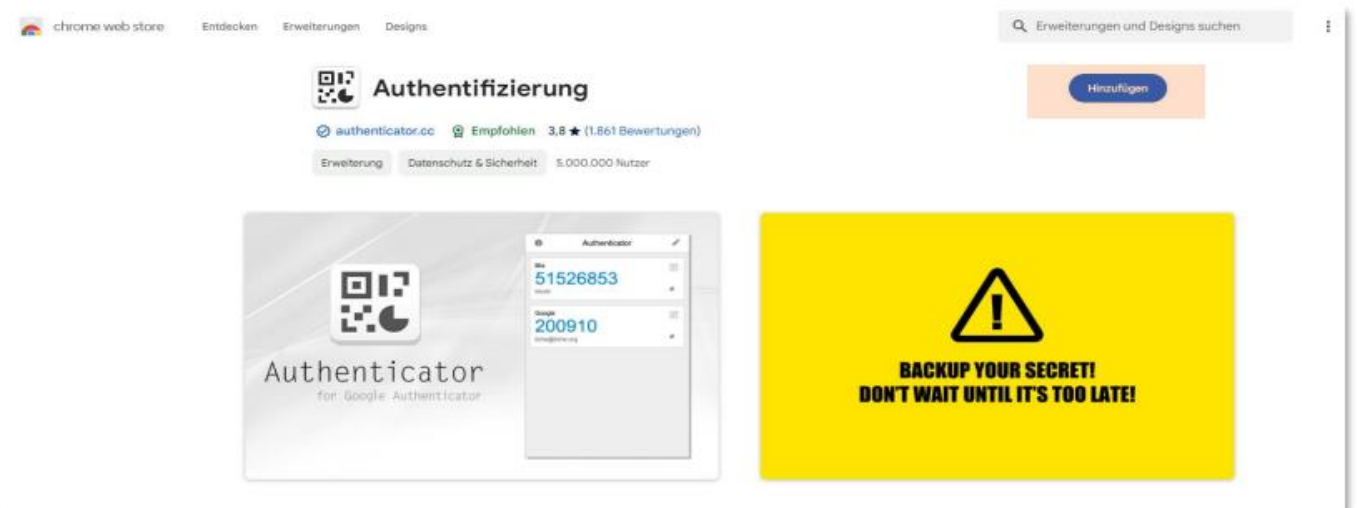 chrome web store Entdecken Erweiterungen Designs Erweiterungen und Designs suchen
Authentifizierung
Hinzufügen
authenticator.cc Empfohlen 3,8 ★ (1.861 Bewertungen)
Erweiterung Datenschutz & Sicherheit 5.000.000 Nutzer
Authenticator
51526853
Google
200910
Authenticator
for Google Authenticator
BACKUP YOUR SECRET!
DON'T WAIT UNTIL IT'S TOO LATE!